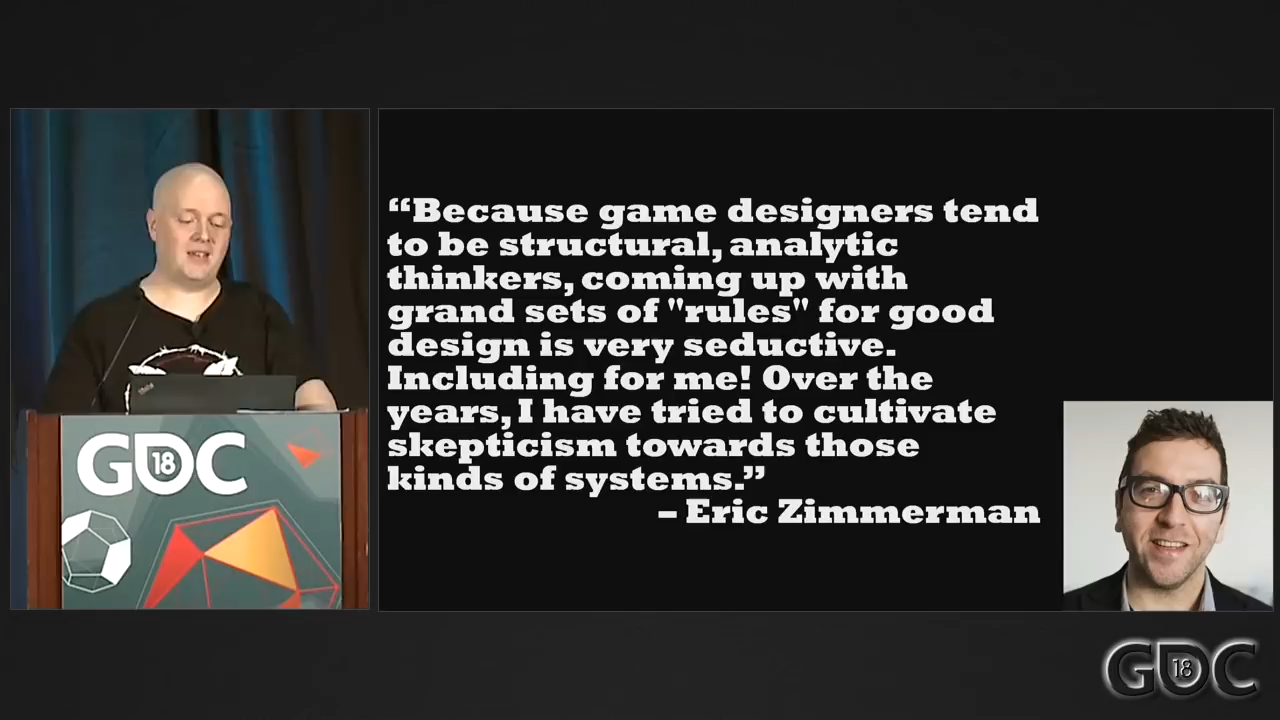 “Because game designers tend
to be structural, analytic
thinkers, coming up with
grand sets of "rules" for good
design is very seductive.
Including for me! Over the
years, I have tried to cultivate
skepticism towards those
kinds of systems.”
– Eric Zimmerman
ThinkPad
GDC 18
GDC 18